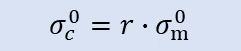 σ_c^0 = r · σ_m^0